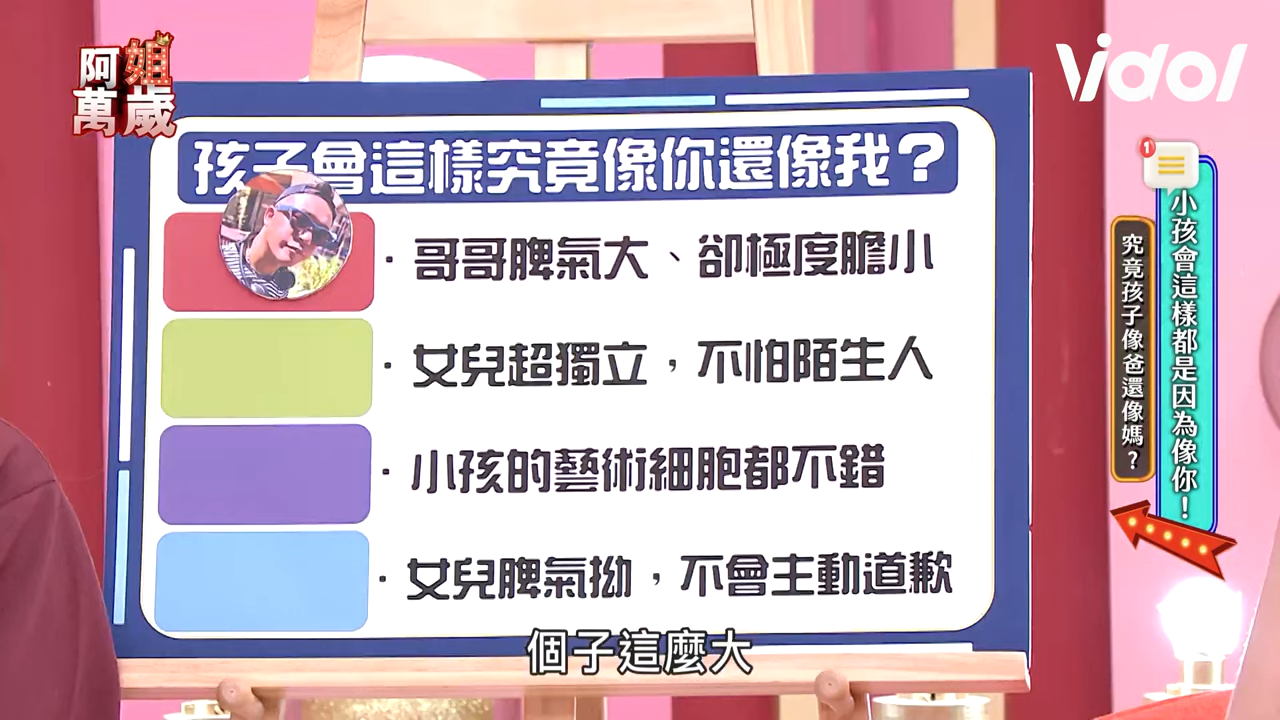 阿姐
萬歲
vidol
孩子會這樣究竟像你還像我?
·哥哥脾氣大、卻極度膽小
·女兒超獨立,不怕陌生人
·小孩的藝術細胞都不錯
·女兒脾氣拗,不會主動道歉
1
小孩會這樣都是因為像你!
究竟孩子像爸還像媽?
個子這麼大